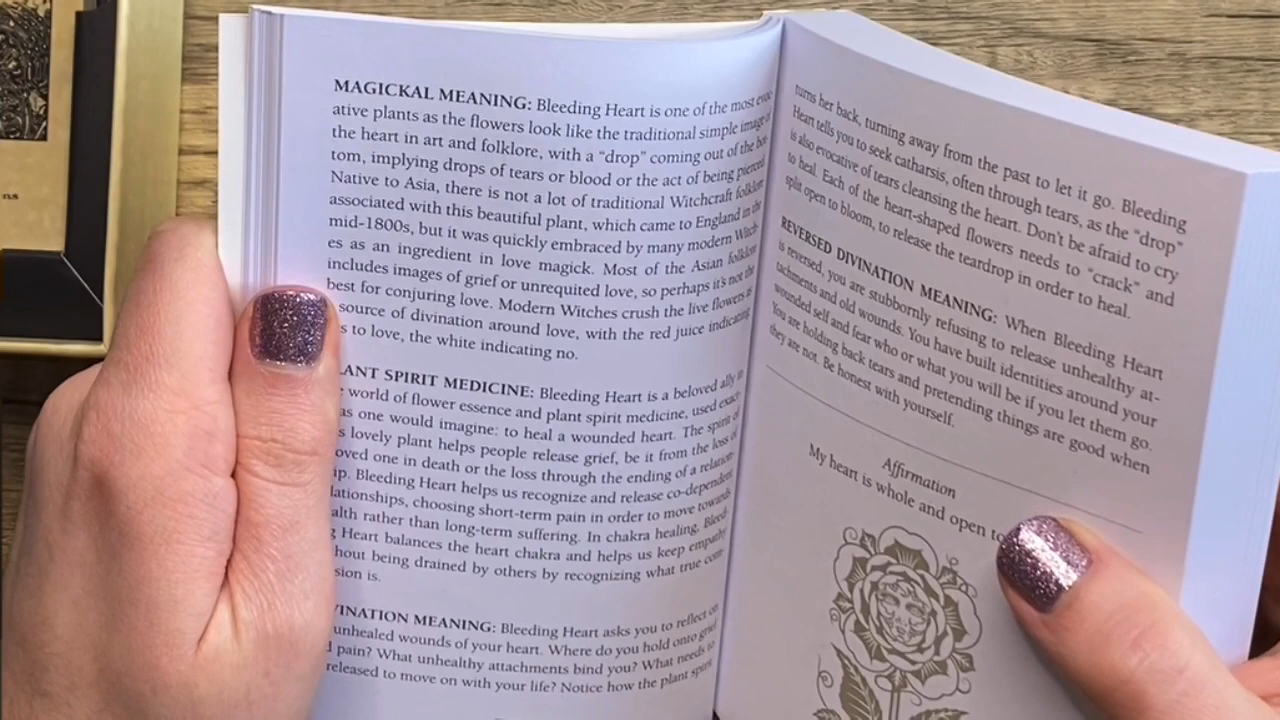 MAGICKAL MEANING: Bleeding Heart is one of the most evoc-
ative plants as the flowers look like the traditional simple image of
the heart in art and folklore, with a "drop" coming out of the bot-
tom, implying drops of tears or blood or the act of being pierced
Native to Asia, there is not a lot of traditional Witchcraft folklore
associated with this beautiful plant, which came to England in the
mid-1800s, but it was quickly embraced by many modern Witch-
es as an ingredient in love magick. Most of the Asian folklore
includes images of grief or unrequited love, so perhaps it's not the
best for conjuring love. Modern Witches crush the live flowers as
source of divination around love, with the red juice indicating
s to love, the white indicating no.
LANT SPIRIT MEDICINE: Bleeding Heart is a beloved ally in
world of flower essence and plant spirit medicine, used exact-
as one would imagine: to heal a wounded heart. The spirit of
s lovely plant helps people release grief, be it from the loss of
oved one in death or the loss through the ending of a relation-
ip. Bleeding Heart helps us recognize and release co-dependent
lationships, choosing short-term pain in order to move towards
alth rather than long-term suffering. In chakra healing, Bleed-
g Heart balances the heart chakra and helps us keep empathy
hout being drained by others by recognizing what true com-
sion is.
VINATION MEANING: Bleeding Heart asks you to reflect on
unhealed wounds of your heart. Where do you hold onto grief
d pain? What unhealthy attachments bind you? What needs to
released to move on with your life? Notice how the plant spirit
turns her back, turning away from the past to let it go. Bleeding
Heart tells you to seek catharsis, often through tears, as the "drop"
is also evocative of tears cleansing the heart. Don't be afraid to cry
to heal. Each of the heart-shaped flowers needs to "crack" and
split open to bloom, to release the teardrop in order to heal.
REVERSED DIVINATION MEANING: When Bleeding Heart
is reversed, you are stubbornly refusing to release unhealthy at-
tachments and old wounds. You have built identities around your
wounded self and fear who or what you will be if you let them go.
You are holding back tears and pretending things are good when
they are not. Be honest with yourself.
Affirmation
My heart is whole and open to